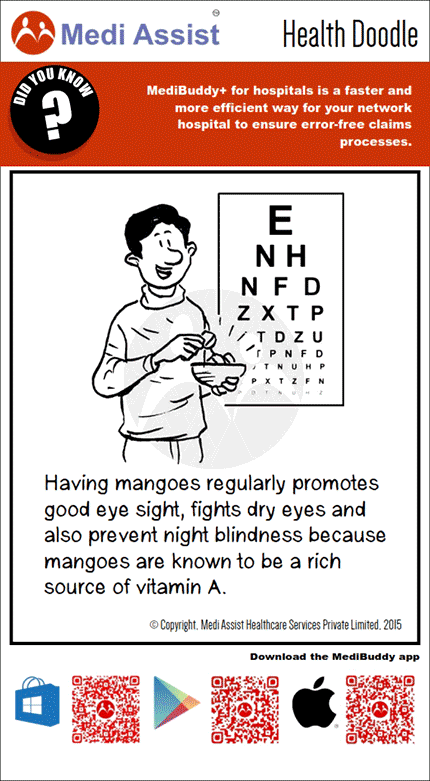 Medi Assist
TM
Health Doodle
DID YOU KNOW
?
MediBuddy+ for hospitals is a faster and
more efficient way for your network
hospital to ensure error-free claims
processes.
E
N H
N F D
Z X T P
T D Z U
T P N F D
T N U H P
P X T Z F N
Having mangoes regularly promotes
good eye sight, fights dry eyes and
also prevent night blindness because
mangoes are known to be a rich
source of vitamin A.
© Copyright, Medi Assist Healthcare Services Private Limited, 2015
Download the MediBuddy app